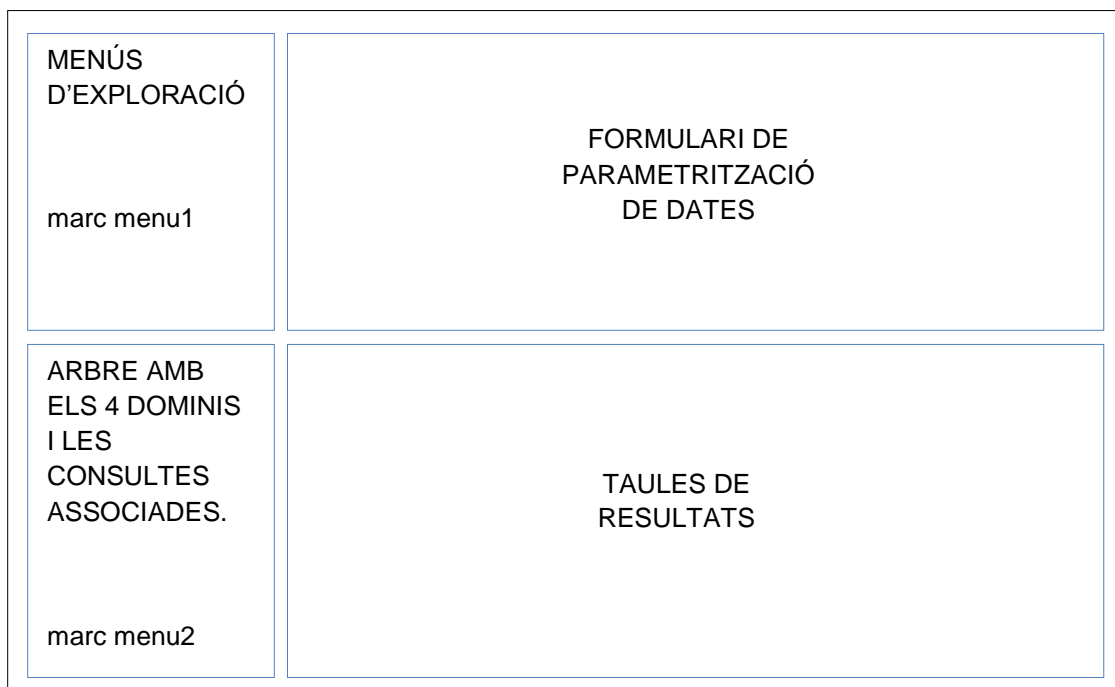 MENÚS
D’EXPLORACIÓ
marc menu1
FORMULARI DE
PARAMETRITZACIÓ
DE DATES
ARBRE AMB
ELS 4 DOMINIS
I LES
CONSULTES
ASSOCIADES.
marc menu2
TAULES DE
RESULTATS